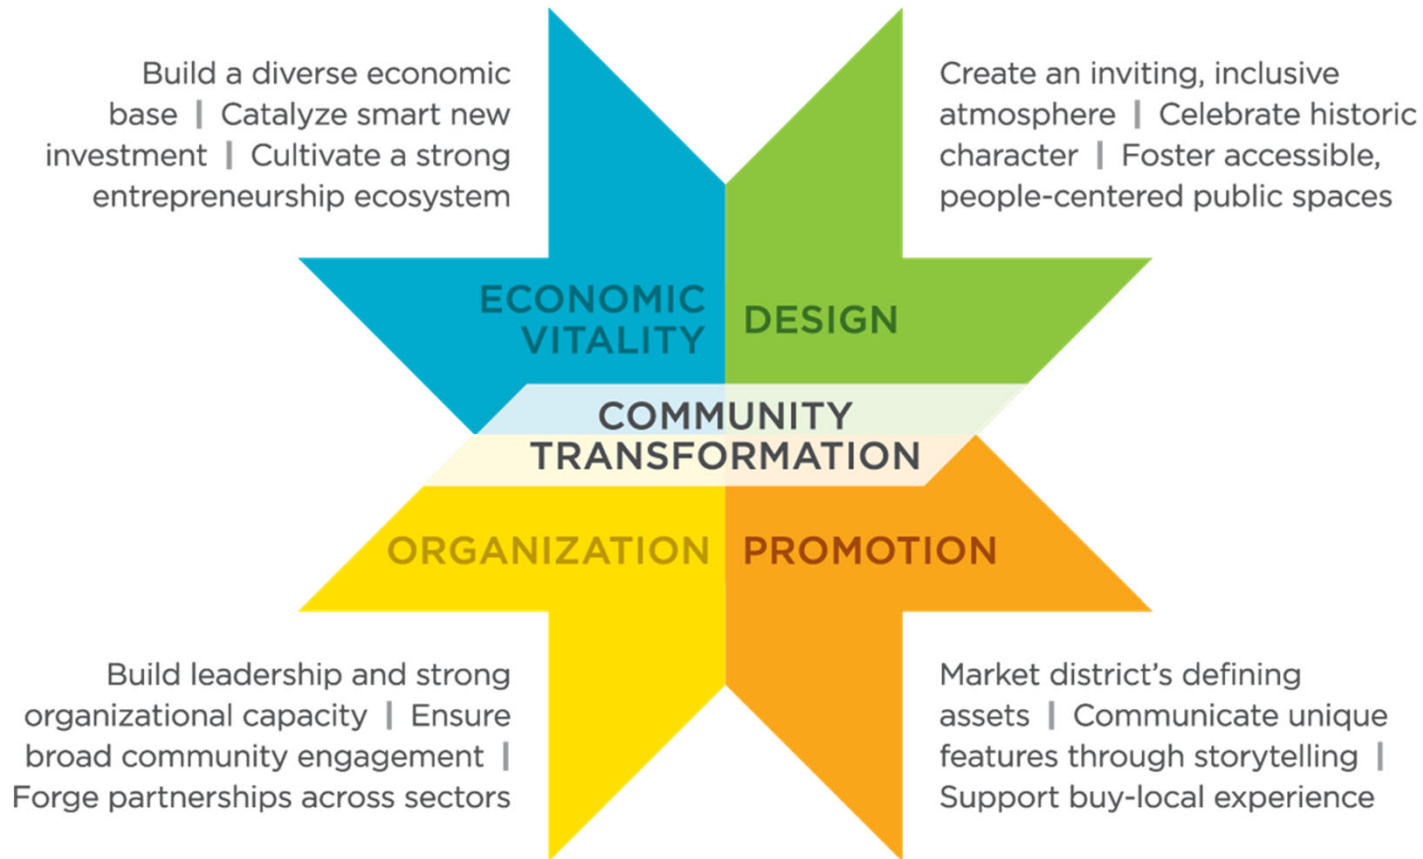 Build a diverse economic
base | Catalyze smart new
investment | Cultivate a strong
entrepreneurship ecosystem
Create an inviting, inclusive
atmosphere | Celebrate historic
character | Foster accessible,
people-centered public spaces
ECONOMIC
VITALITY
DESIGN
COMMUNITY
TRANSFORMATION
ORGANIZATION
PROMOTION
Build leadership and strong
organizational capacity | Ensure
broad community engagement |
Forge partnerships across sectors
Market district’s defining
assets | Communicate unique
features through storytelling |
Support buy-local experience